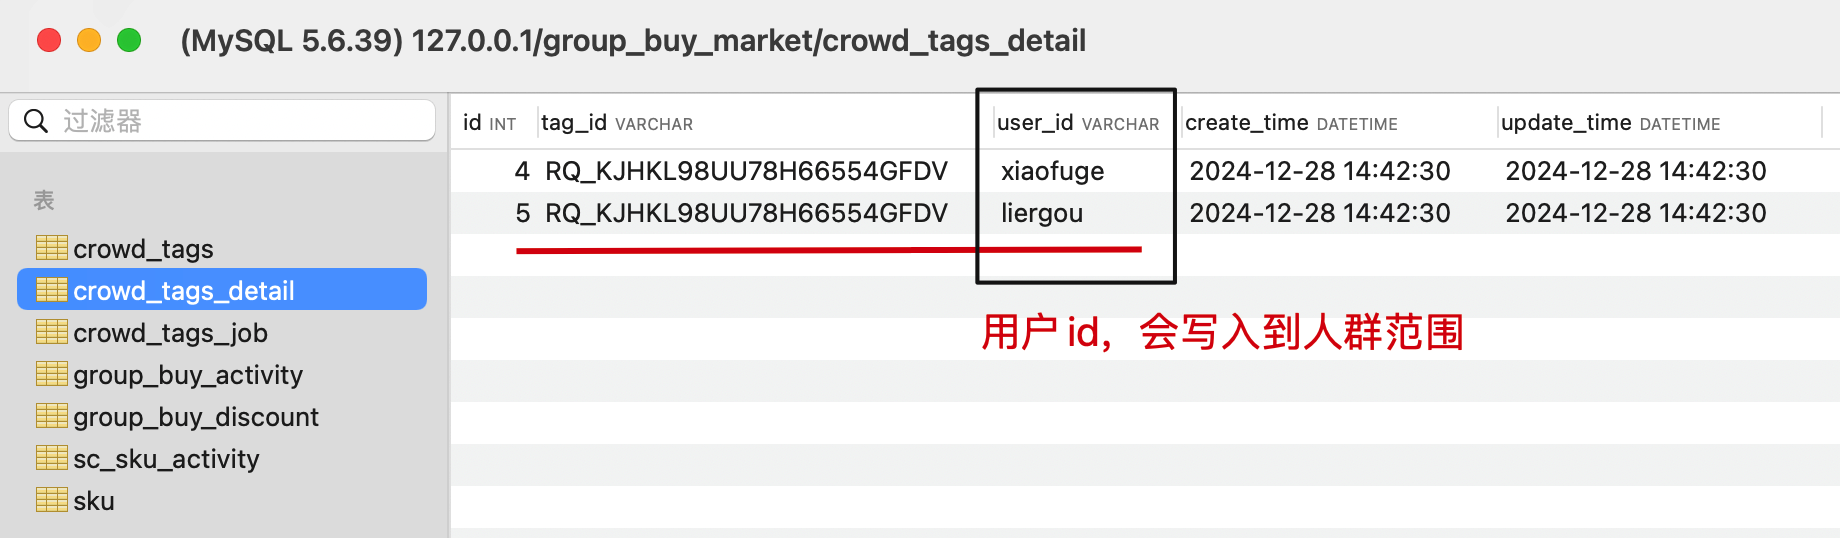 (MySQL 5.6.39) 127.0.0.1/group_buy_market/crowd_tags_detail
过滤器
表
crowd_tags
crowd_tags_detail
crowd_tags_job
group_buy_activity
group_buy_discount
sc_sku_activity
sku
id INT tag_id VARCHAR user_id VARCHAR create_time DATETIME update_time DATETIME
4 RQ_KJHKL98UU78H66554GFDV xiaofuge 2024-12-28 14:42:30 2024-12-28 14:42:30
5 RQ_KJHKL98UU78H66554GFDV liergou 2024-12-28 14:42:30 2024-12-28 14:42:30
用户id，会写入到人群范围